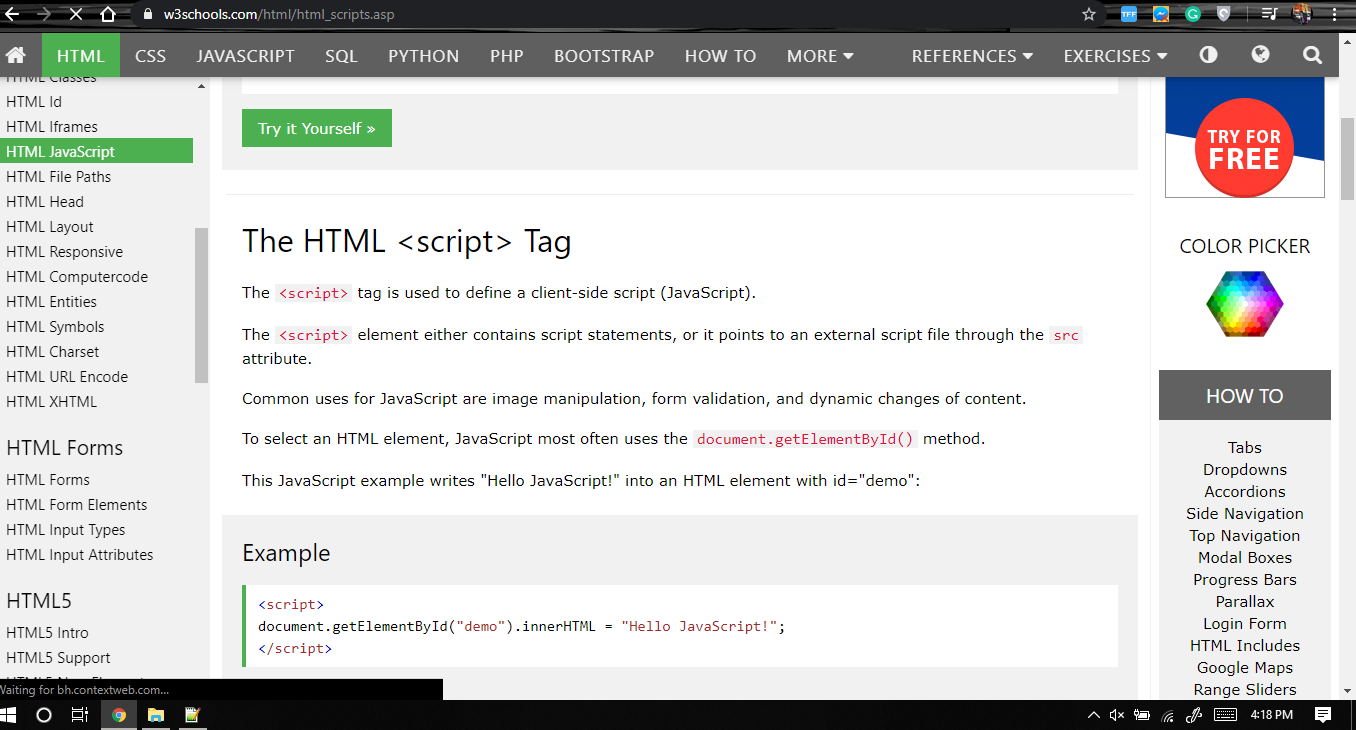 w3schools.com/html/html_scripts.asp
TFF
HTML CSS JAVASCRIPT SQL PYTHON PHP BOOTSTRAP HOW TO MORE REFERENCES EXERCISES
HTML Classes
HTML Id
HTML Iframes
HTML JavaScript
HTML File Paths
HTML Head
HTML Layout
HTML Responsive
HTML Computercode
HTML Entities
HTML Symbols
HTML Charset
HTML URL Encode
HTML XHTML
HTML Forms
HTML Forms
HTML Form Elements
HTML Input Types
HTML Input Attributes
HTML5
HTML5 Intro
HTML5 Support
Try it Yourself »
The HTML <script> Tag
The <script> tag is used to define a client-side script (JavaScript).
The <script> element either contains script statements, or it points to an external script file through the src
attribute.
Common uses for JavaScript are image manipulation, form validation, and dynamic changes of content.
To select an HTML element, JavaScript most often uses the document.getElementById() method.
This JavaScript example writes "Hello JavaScript!" into an HTML element with id="demo":
Example
<script>
document.getElementById("demo").innerHTML = "Hello JavaScript!";
</script>
TRY FOR
FREE
COLOR PICKER
HOW TO
Tabs
Dropdowns
Accordions
Side Navigation
Top Navigation
Modal Boxes
Progress Bars
Parallax
Login Form
HTML Includes
Google Maps
Range Sliders
Waiting for bh.contextweb.com...
4:18 PM